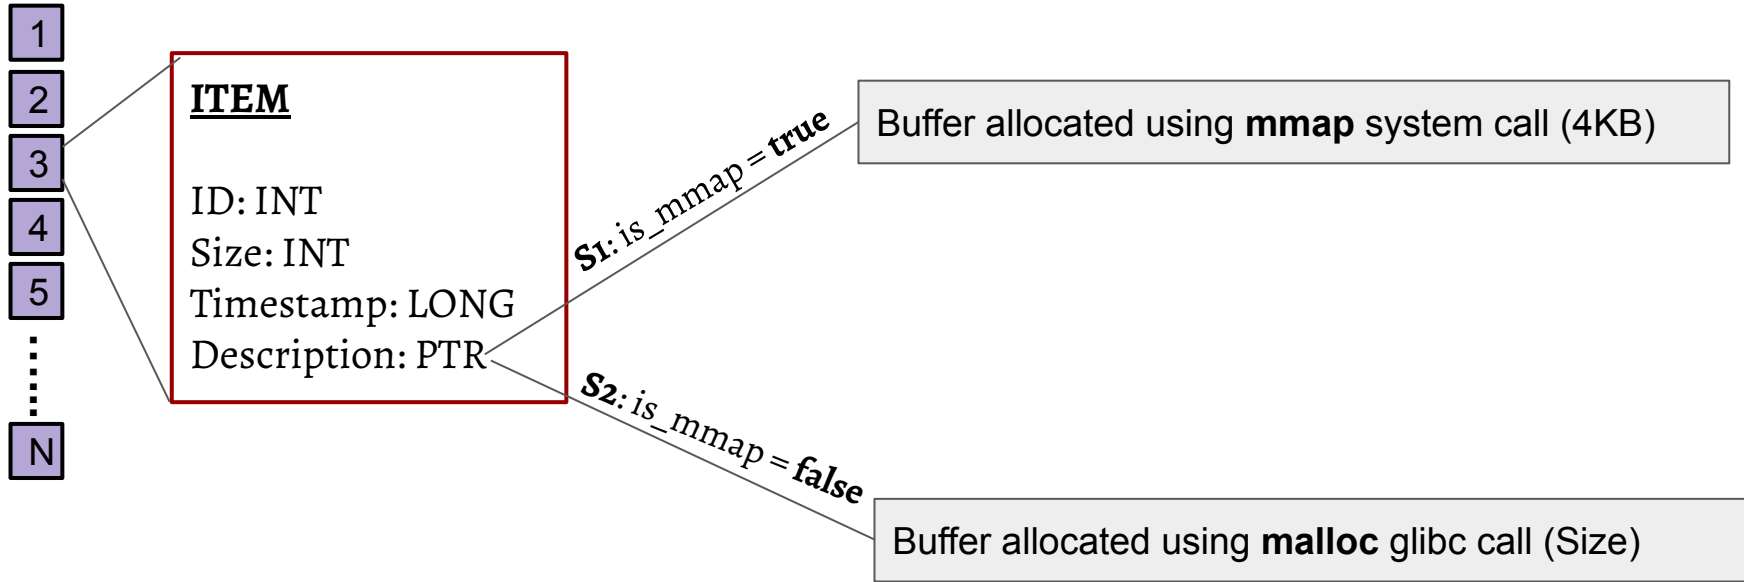 1
2
3
4
5
N
ITEM
ID: INT
Size: INT
Timestamp: LONG
Description: PTR
S1: is_mmap = true
Buffer allocated using mmap system call (4KB)
S2: is_mmap = false
Buffer allocated using malloc glibc call (Size)